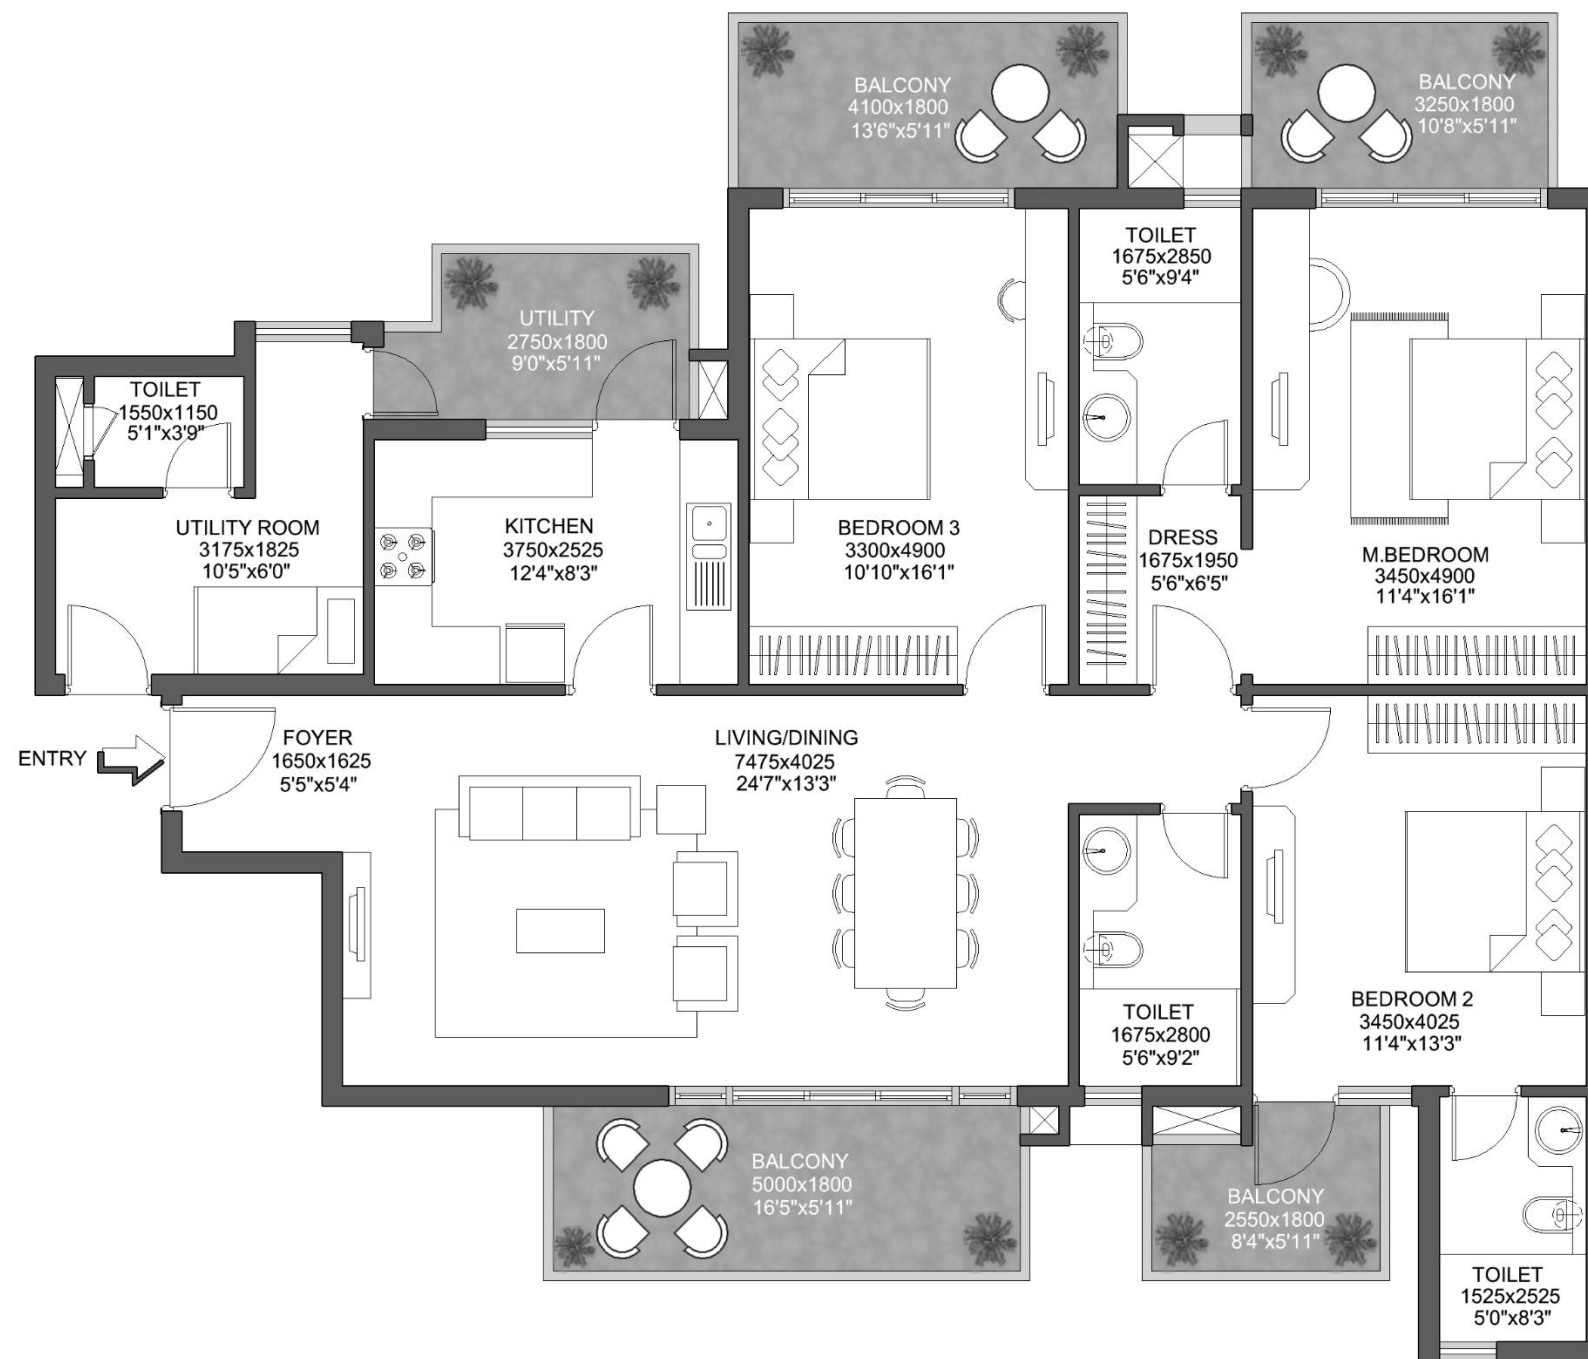 BALCONY
4100x1800
13'6"x5'11"
BALCONY
3250x1800
10'8"x5'11"
TOILET
1675x2850
5'6"x9'4"
UTILITY
2750x1800
9'0"x5'11"
TOILET
1550x1150
5'1"x3'9"
UTILITY ROOM
3175x1825
10'5"x6'0"
KITCHEN
3750x2525
12'4"x8'3"
BEDROOM 3
3300x4900
10'10"x16'1"
DRESS
1675x1950
5'6"x6'5"
M.BEDROOM
3450x4900
11'4"x16'1"
ENTRY
FOYER
1650x1625
5'5"x5'4"
LIVING/DINING
7475x4025
24'7"x13'3"
TOILET
1675x2800
5'6"x9'2"
BEDROOM 2
3450x4025
11'4"x13'3"
BALCONY
5000x1800
16'5"x5'11"
BALCONY
2550x1800
8'4"x5'11"
TOILET
1525x2525
5'0"x8'3"